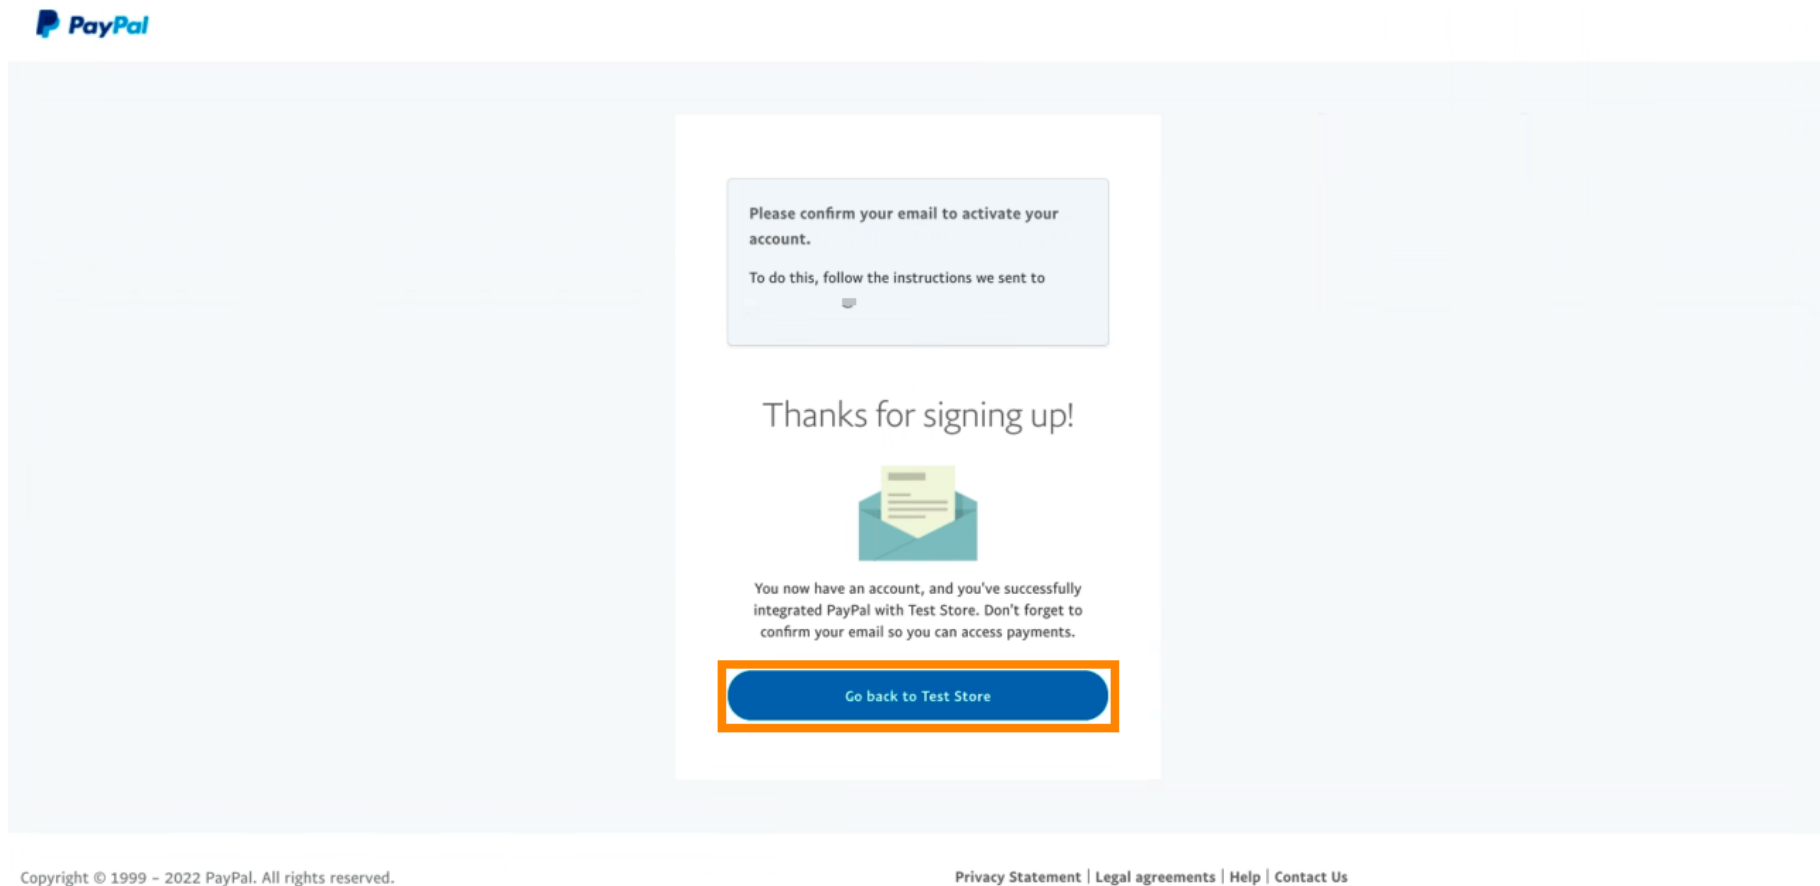 PayPal
Please confirm your email to activate your
account.
To do this, follow the instructions we sent to
Thanks for signing up!
You now have an account, and you've successfully
integrated PayPal with Test Store. Don't forget to
confirm your email so you can access payments.
Go back to Test Store
Copyright © 1999 – 2022 PayPal. All rights reserved.
Privacy Statement | Legal agreements | Help | Contact Us